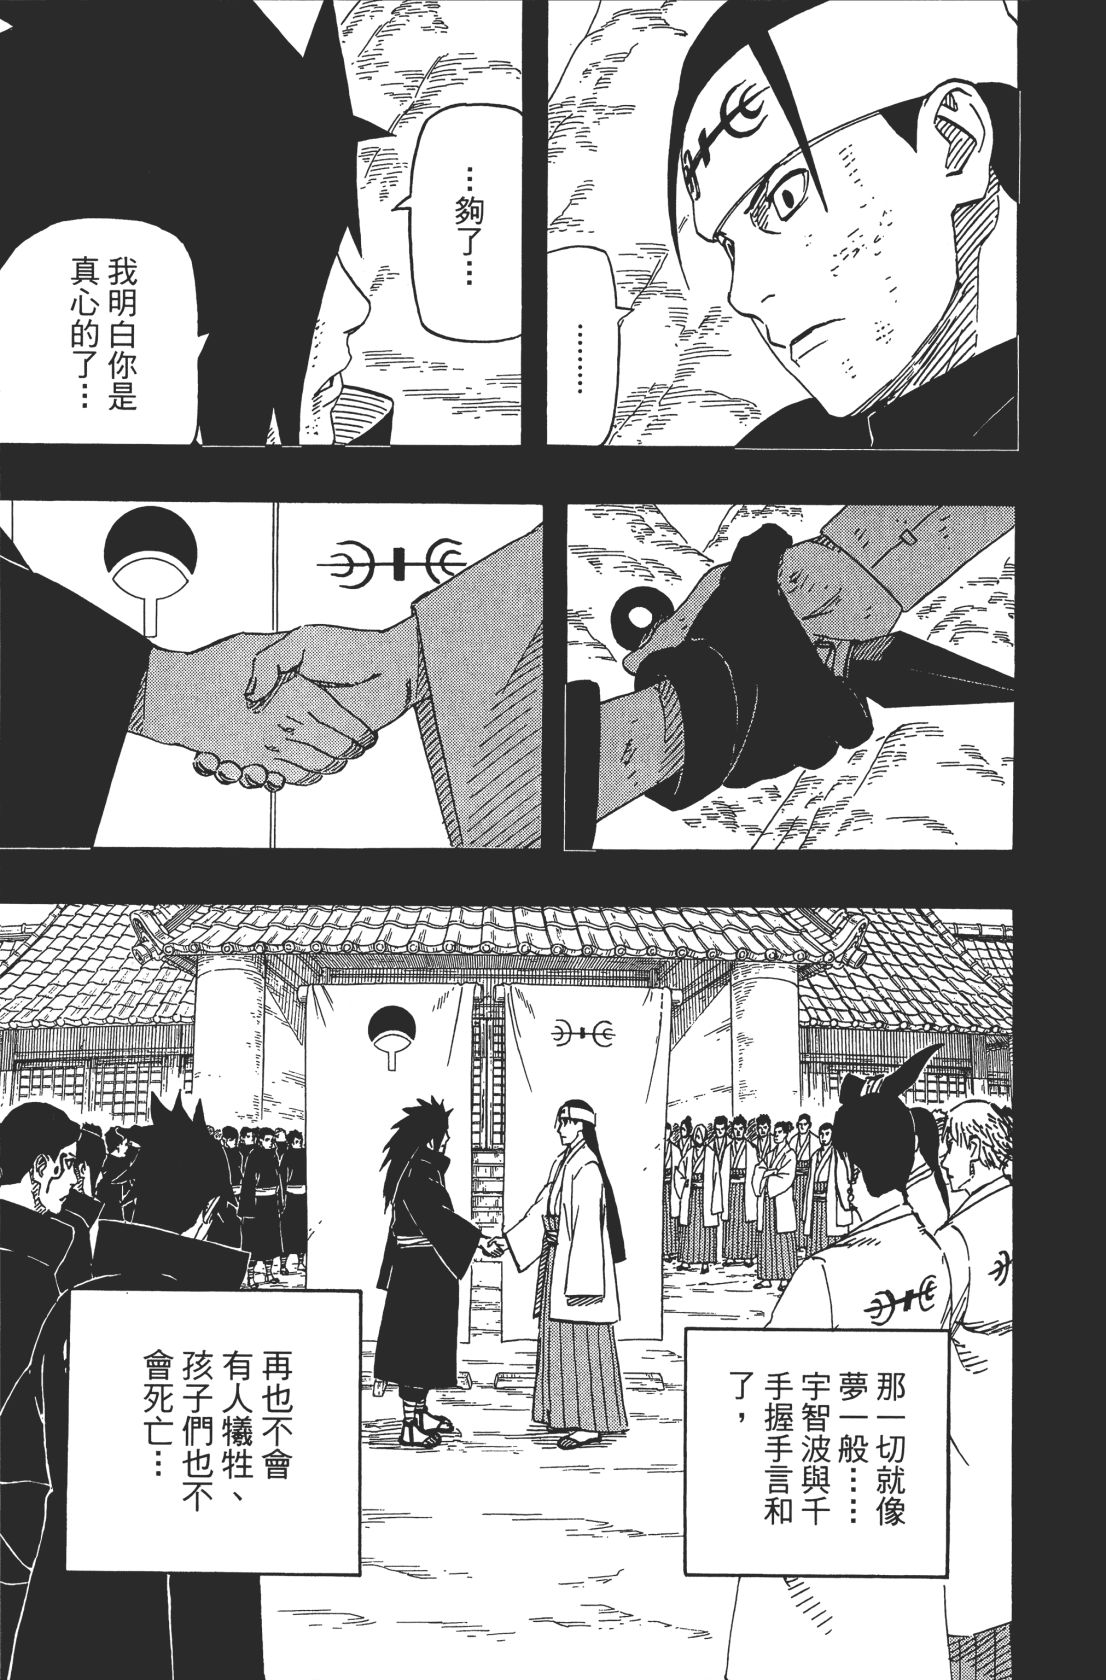 ………
…夠了…
我明白你是
真心的了…
那一切就像
夢一般……
宇智波與千
手握手言和
了，
再也不會
有人犧牲、
孩子們也不
會死亡…